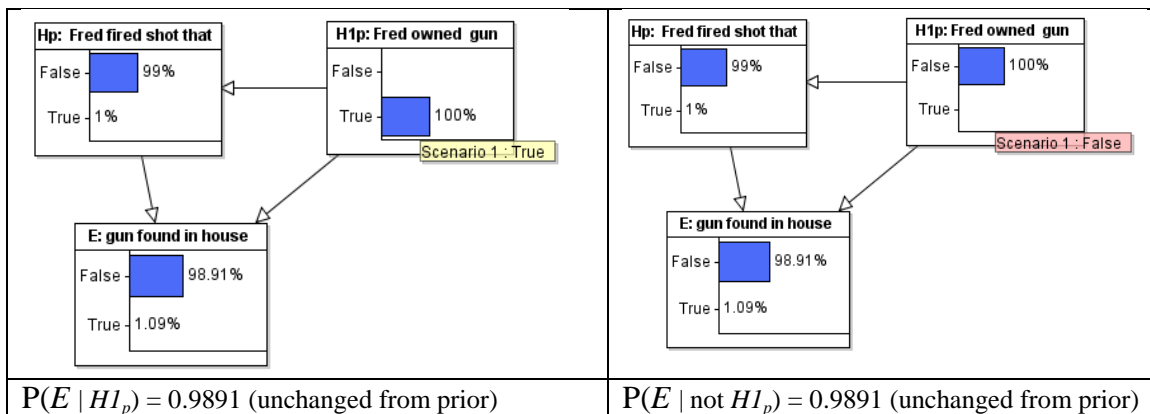 Hp: Fred fired shot that
False 99%
True 1%
H1p: Fred owned gun
False
True 100%
Scenario 1 : True
E: gun found in house
False 98.91%
True 1.09%
P(E | H1p) = 0.9891 (unchanged from prior)
Hp: Fred fired shot that
False 99%
True 1%
H1p: Fred owned gun
False 100%
True
Scenario 1 : False
E: gun found in house
False 98.91%
True 1.09%
P(E | not H1p) = 0.9891 (unchanged from prior)